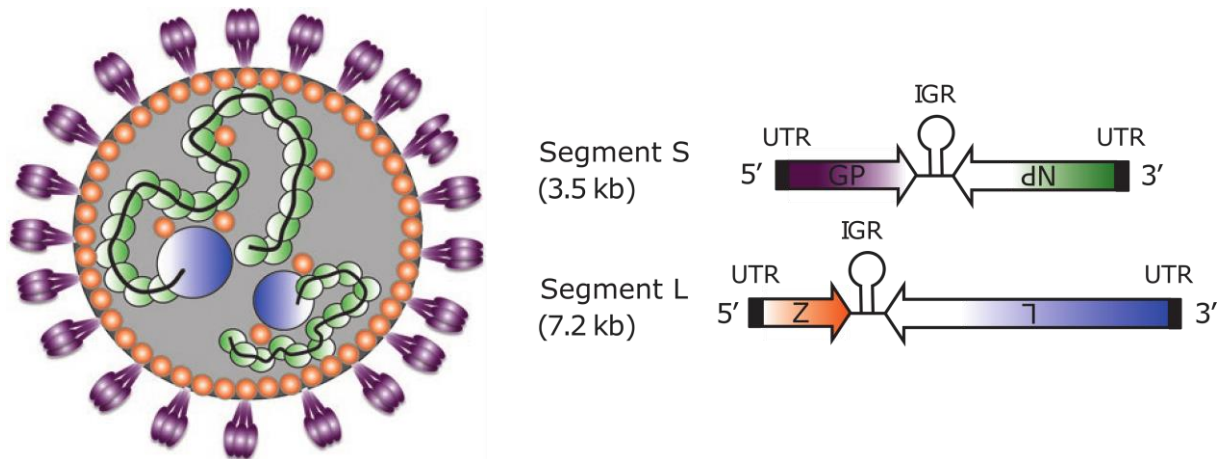 IGR
UTR UTR
Segment S
(3.5 kb)
5′ GP NP 3′
IGR
UTR UTR
Segment L
(7.2 kb)
5′ Z L 3′